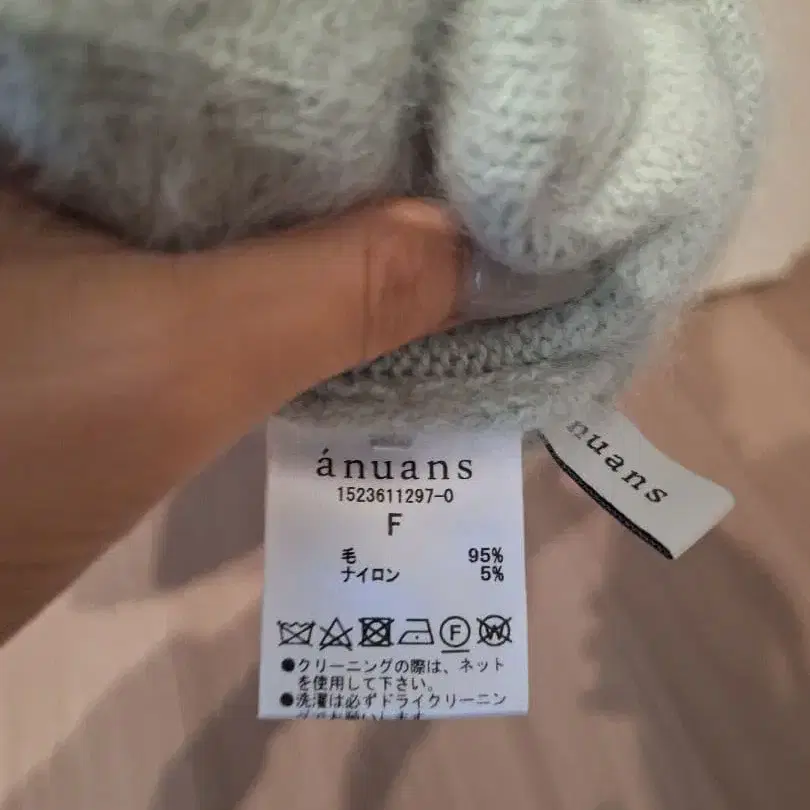 ánuans
1523611297-0
F
毛 95%
ナイロン 5%
F W
●クリーニングの際は、ネット
を使用して下さい。
●洗濯は必ずドライクリーニン
nuans